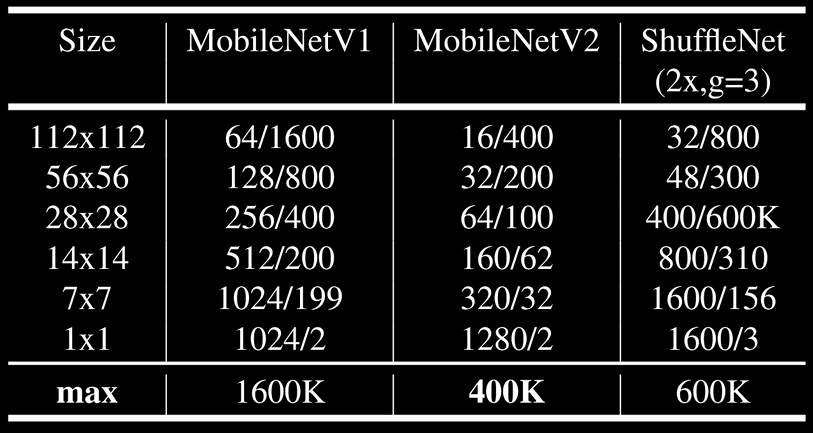 Size MobileNetV1 MobileNetV2 ShuffleNet
(2x,g=3)
112x112 64/1600 16/400 32/800
56x56 128/800 32/200 48/300
28x28 256/400 64/100 400/600K
14x14 512/200 160/62 800/310
7x7 1024/199 320/32 1600/156
1x1 1024/2 1280/2 1600/3
max 1600K 400K 600K